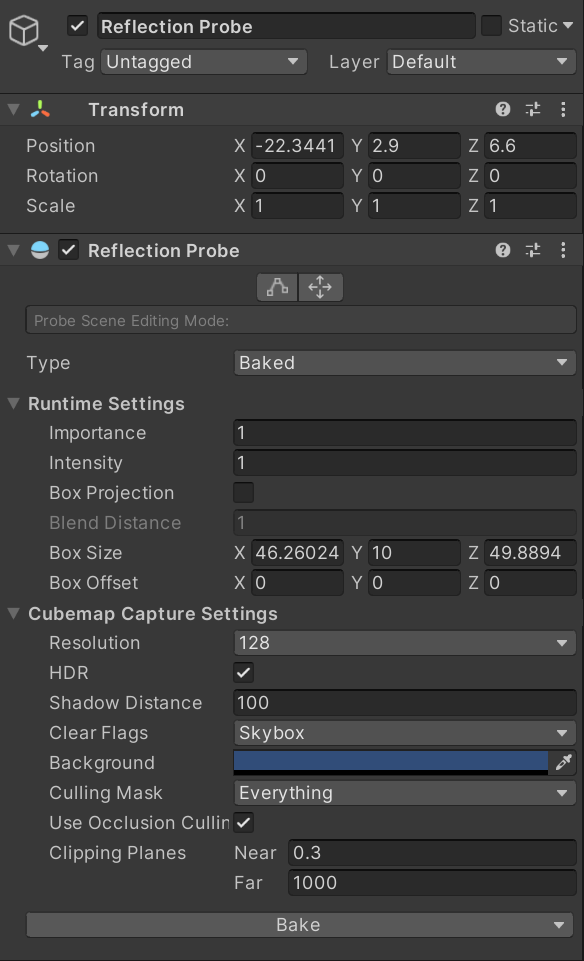 Reflection Probe Static
Tag Untagged Layer Default
Transform
Position X -22.3441 Y 2.9 Z 6.6
Rotation X 0 Y 0 Z 0
Scale X 1 Y 1 Z 1
Reflection Probe
Probe Scene Editing Mode:
Type Baked
Runtime Settings
Importance 1
Intensity 1
Box Projection
Blend Distance 1
Box Size X 46.26024 Y 10 Z 49.8894
Box Offset X 0 Y 0 Z 0
Cubemap Capture Settings
Resolution 128
HDR
Shadow Distance 100
Clear Flags Skybox
Background
Culling Mask Everything
Use Occlusion Cullin
Clipping Planes Near 0.3
Far 1000
Bake